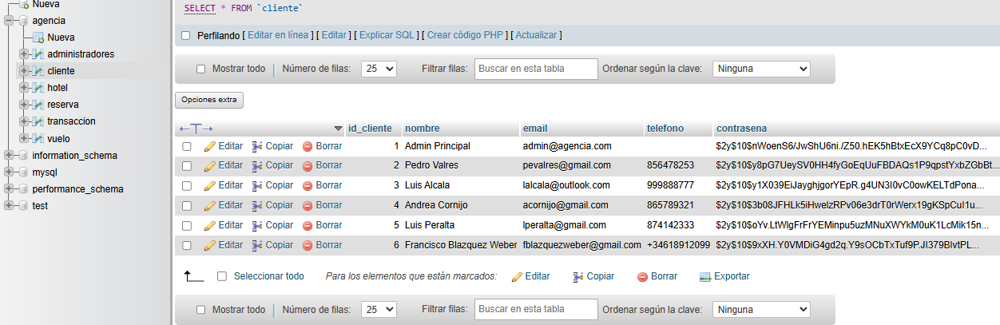 Nueva
agencia
Nueva
administradores
cliente
hotel
reserva
transaccion
vuelo
information_schema
mysql
performance_schema
test
SELECT * FROM `cliente`
Perfilando [ Editar en línea ] [ Editar ] [ Explicar SQL ] [ Crear código PHP ] [ Actualizar ]
Mostrar todo | Número de filas: 25 Filtrar filas: Buscar en esta tabla Ordenar según la clave: Ninguna
Opciones extra
←T→ id_cliente nombre email telefono contrasena
Editar Copiar Borrar 1 Admin Principal admin@agencia.com $2y$10$nWoenS6/JwShU6ni./Z50.hEK5hBtxEcX9YCq8pC0vD...
Editar Copiar Borrar 2 Pedro Valres pevalres@gmail.com 856478253 $2y$10$y8pG7UeySV0HH4fyGoEqUuFBDAQs1P9qpstYxbZGbBt...
Editar Copiar Borrar 3 Luis Alcala lalcala@outlook.com 999888777 $2y$10$y1X039EiJayghjgorYEpR.g4UN3I0vC0owKELTdPona...
Editar Copiar Borrar 4 Andrea Cornijo acornijo@gmail.com 865789321 $2y$10$3b08JFHLk5iHwelzRPv06e3drT0rWerx19gKSpCuI1u...
Editar Copiar Borrar 5 Luis Peralta lperalta@gmail.com 874142333 $2y$10$oYv.LtWlgFrFrYEMinpu5uzMNuXWYkM0uK1LcMik15n...
Editar Copiar Borrar 6 Francisco Blazquez Weber fblazquezweber@gmail.com +34618912099 $2y$10$9xXH.Y0VMDiG4gd2q.Y9sOCbTxTuf9P.JI379BlvtPL...
Seleccionar todo Para los elementos que están marcados: Editar Copiar Borrar Exportar
Mostrar todo | Número de filas: 25 Filtrar filas: Buscar en esta tabla Ordenar según la clave: Ninguna